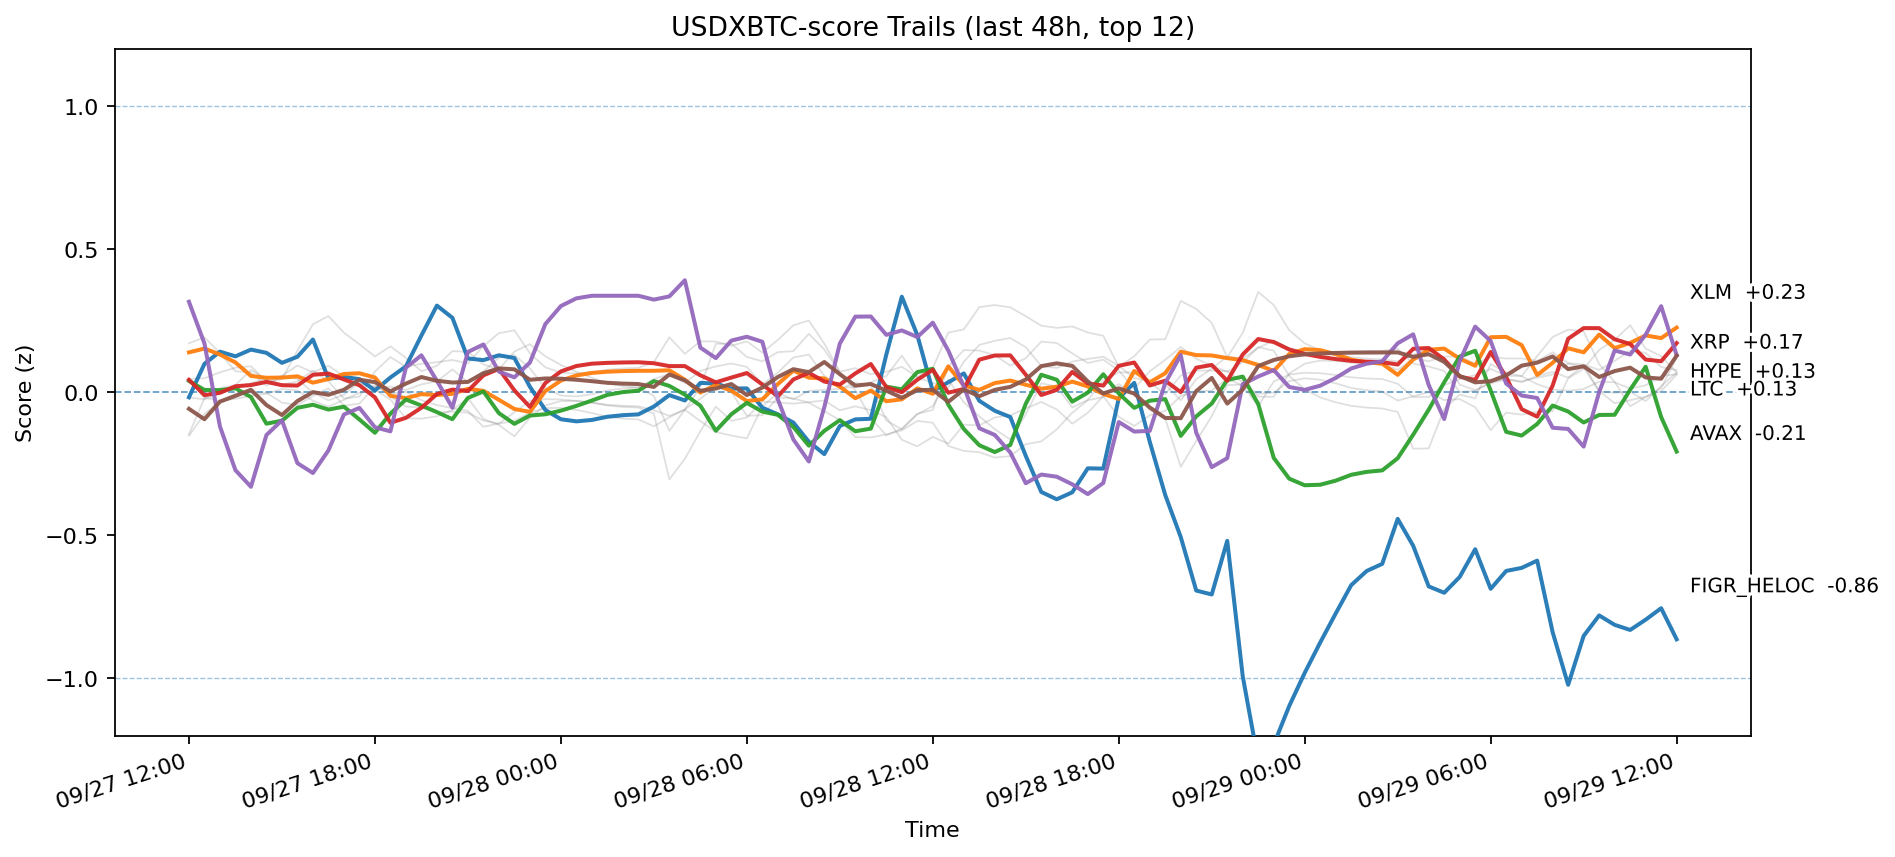 USDXBTC-score Trails (last 48h, top 12)
Score (z)
1.0
0.5
0.0
−0.5
−1.0
XLM +0.23
XRP +0.17
HYPE +0.13
LTC +0.13
AVAX -0.21
FIGR_HELOC -0.86
09/27 12:00
09/27 18:00
09/28 00:00
09/28 06:00
09/28 12:00
09/28 18:00
09/29 00:00
09/29 06:00
09/29 12:00
Time